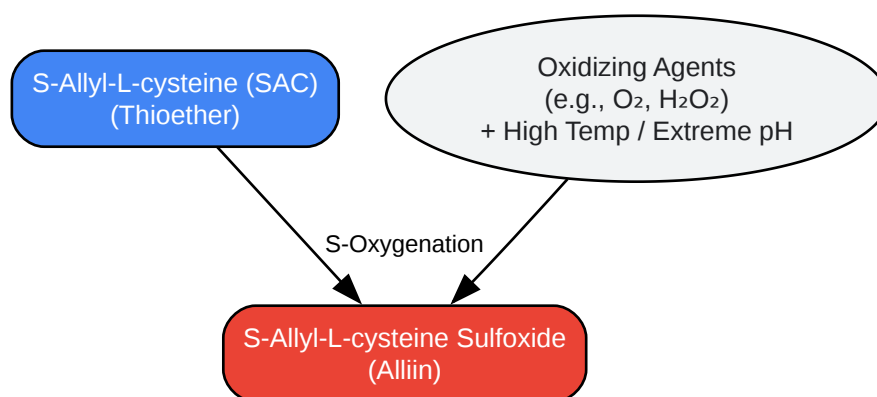 S-Allyl-L-cysteine (SAC)
(Thioether)
Oxidizing Agents
(e.g., O₂, H₂O₂)
+ High Temp / Extreme pH
S-Oxygenation
S-Allyl-L-cysteine Sulfoxide
(Alliin)